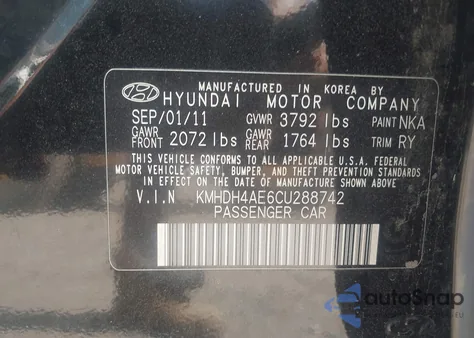 MANUFACTURED IN KOREA BY
HYUNDAI MOTOR COMPANY
SEP/01/11 GVWR 3792 lbs PAINT NKA
GAWR FRONT 2072 lbs GAWR REAR 1764 lbs TRIM RY
THIS VEHICLE CONFORMS TO ALL APPLICABLE U.S.A. FEDERAL
MOTOR VEHICLE SAFETY, BUMPER, AND THEFT PREVENTION
STANDARDS IN EFFECT ON THE DATE OF MANUFACTURE
V.I.N KMHDH4AE6CU288742
PASSENGER CAR
autoSnap